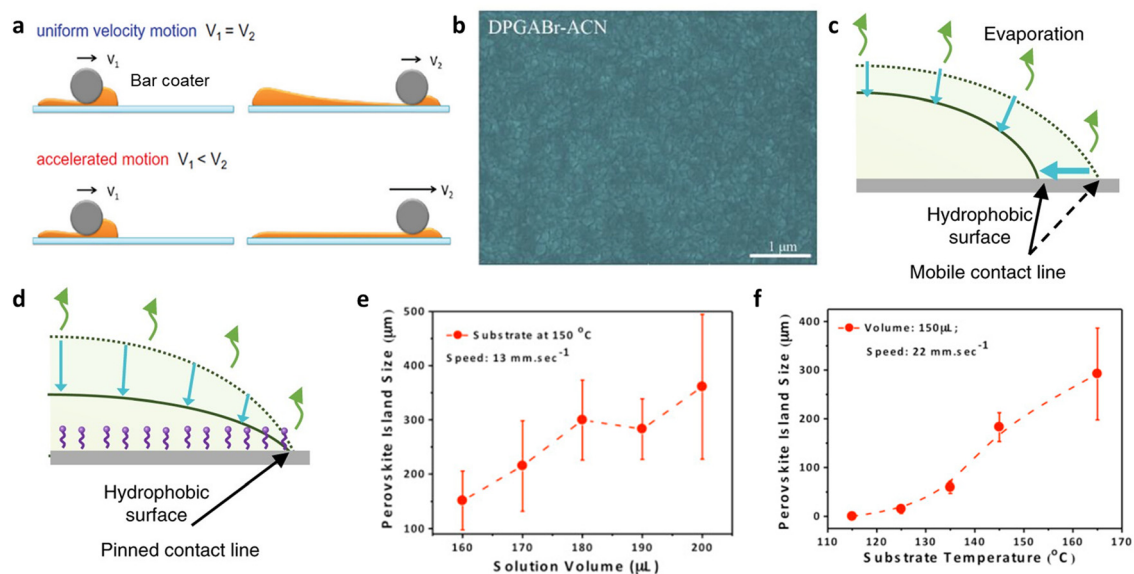 a
uniform velocity motion V₁ = V₂
V₁
Bar coater
V₂
accelerated motion V₁ < V₂
V₁
V₂
b
DPGABr-ACN
1 μm
c
Evaporation
Hydrophobic
surface
Mobile contact line
d
Hydrophobic
surface
Pinned contact line
e
Perovskite Island Size (μm)
500
400
300
200
100
Substrate at 150 °C
Speed: 13 mm.sec⁻¹
160 170 180 190 200
Solution Volume (μL)
f
Perovskite Island Size (μm)
400
300
200
100
0
Volume: 150μL;
Speed: 22 mm.sec⁻¹
110 120 130 140 150 160 170
Substrate Temperature (°C)